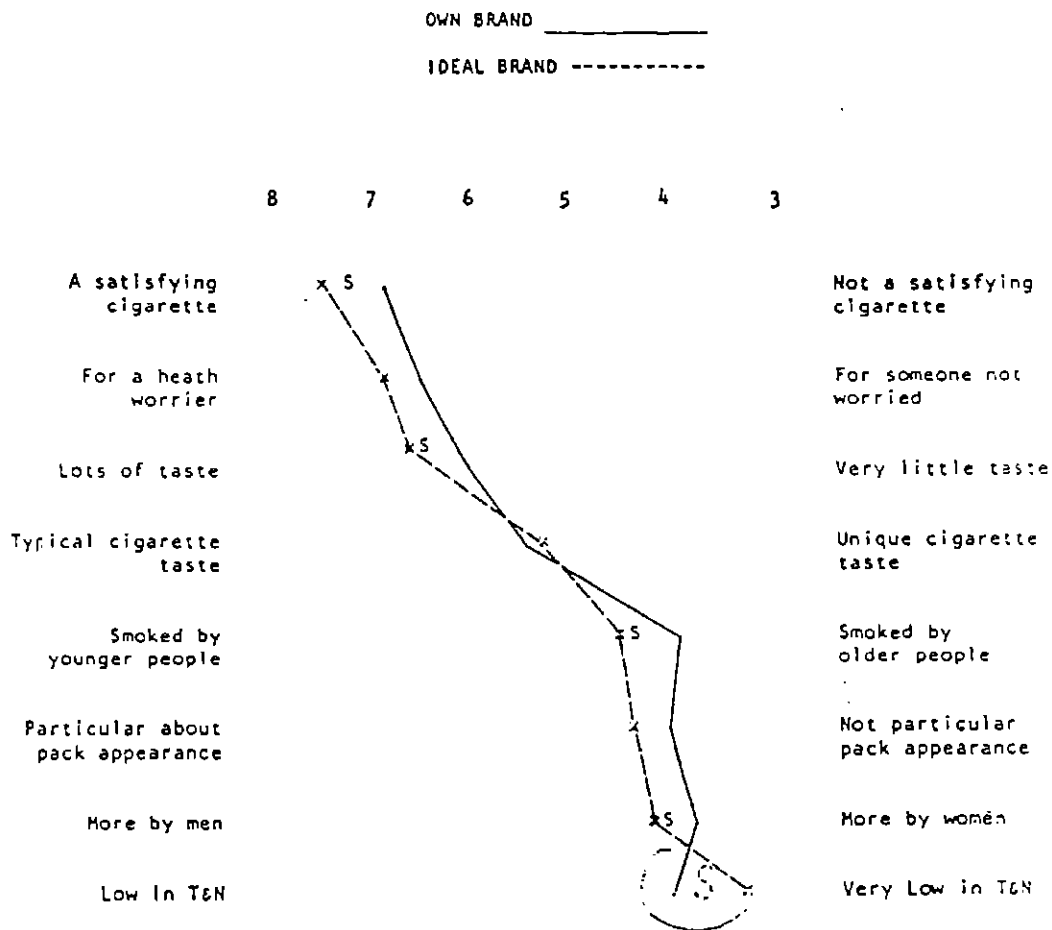 OWN BRAND
IDEAL BRAND
8 7 6 5 4 3
A satisfying S Not a satisfying
cigarette cigarette
For a heath For someone not
worrier worried
S
Lots of taste Very little taste
Typical cigarette Unique cigarette
taste taste
Smoked by S Smoked by
younger people older people
Particular about Not particular
pack appearance pack appearance
More by men S More by women
Low in T&N S Very Low in T&N